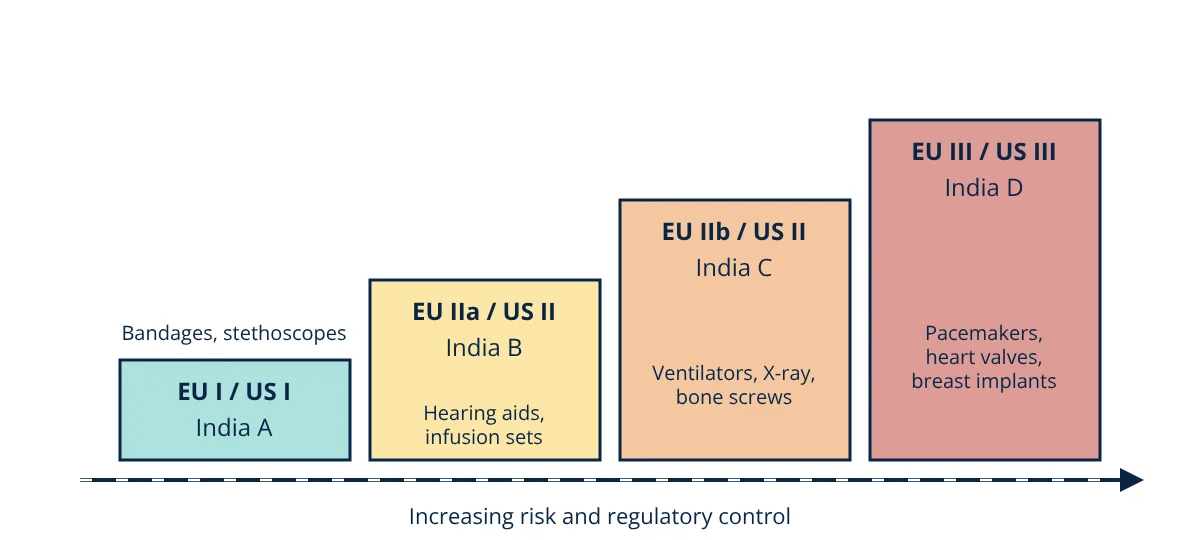 Bandages, stethoscopes
EU I / US I
India A
EU IIa / US II
India B
Hearing aids,
infusion sets
EU IIb / US II
India C
Ventilators, X-ray,
bone screws
EU III / US III
India D
Pacemakers,
heart valves,
breast implants
Increasing risk and regulatory control